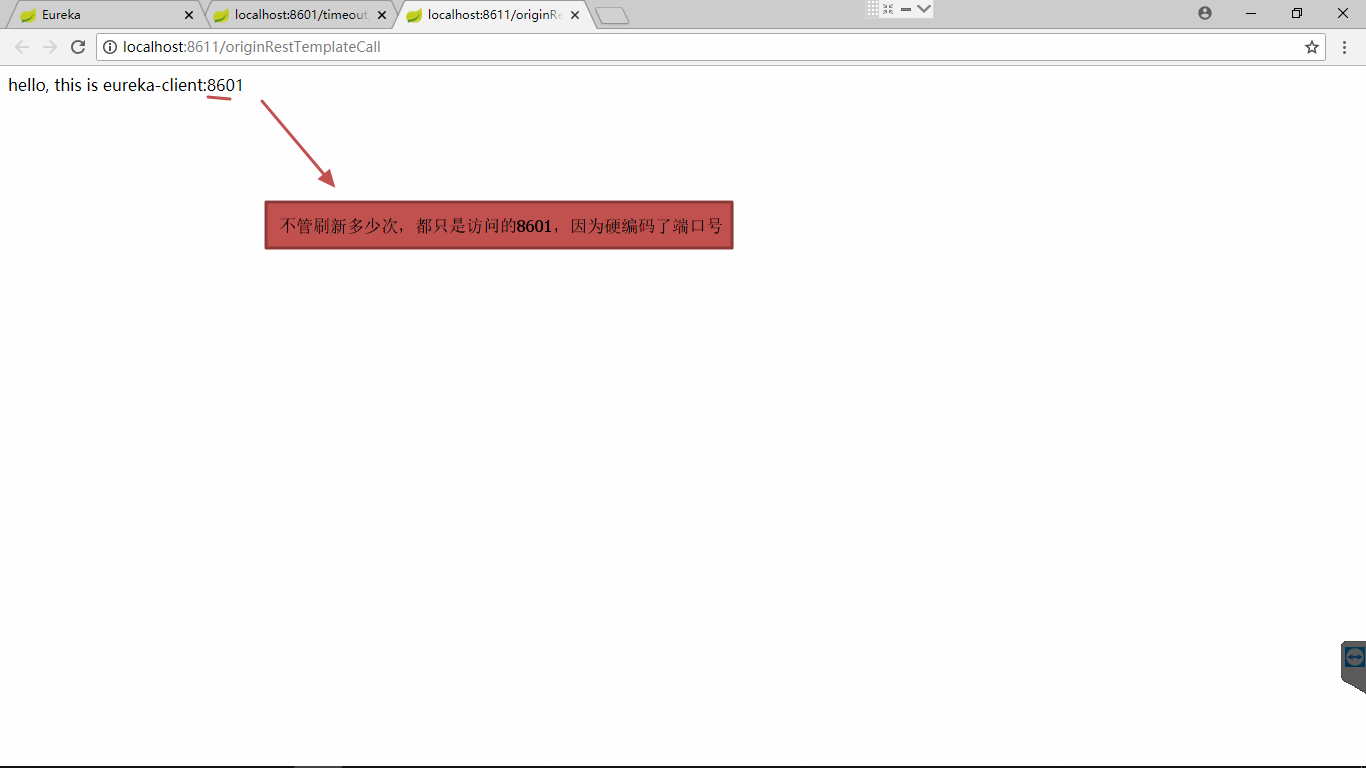 Eureka
localhost:8601/timeout
localhost:8611/originRe
localhost:8611/originRestTemplateCall
hello, this is eureka-client:8601
不管刷新多少次，都只是访问的8601，因为硬编码了端口号